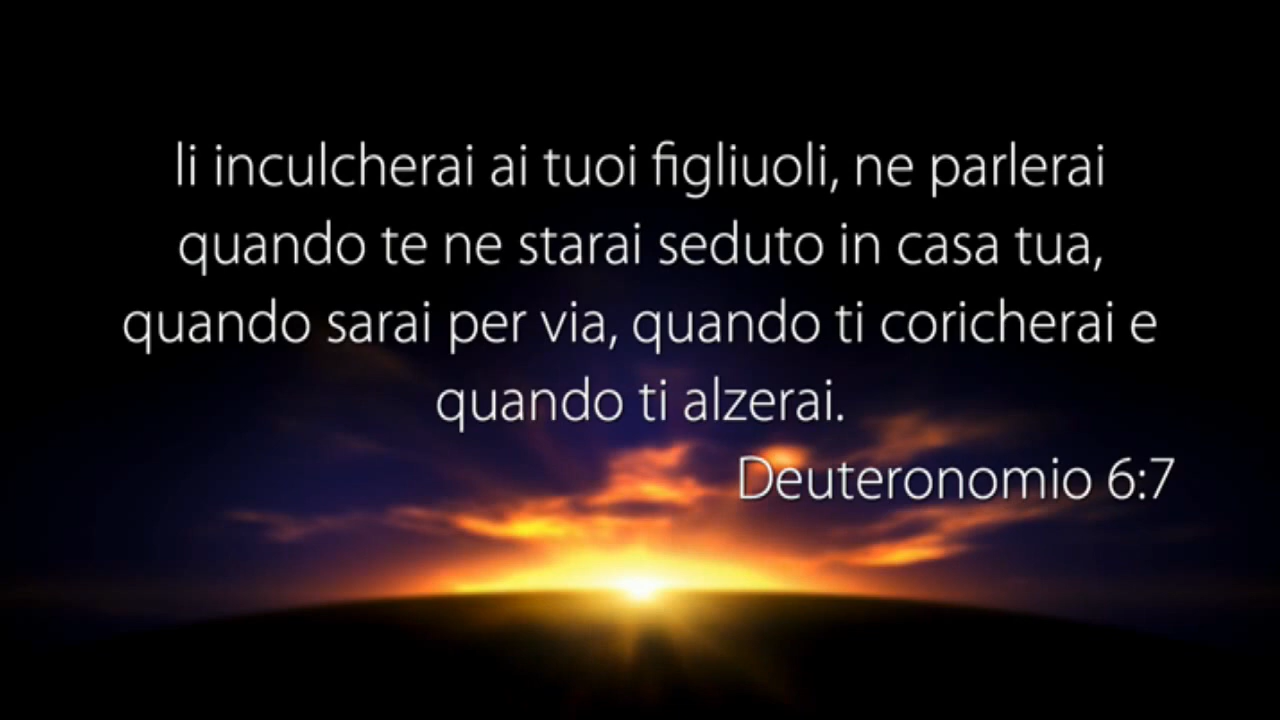 li inculcherai ai tuoi figliuoli, ne parlerai
quando te ne starai seduto in casa tua,
quando sarai per via, quando ti coricherai e
quando ti alzerai.
Deuteronomio 6:7